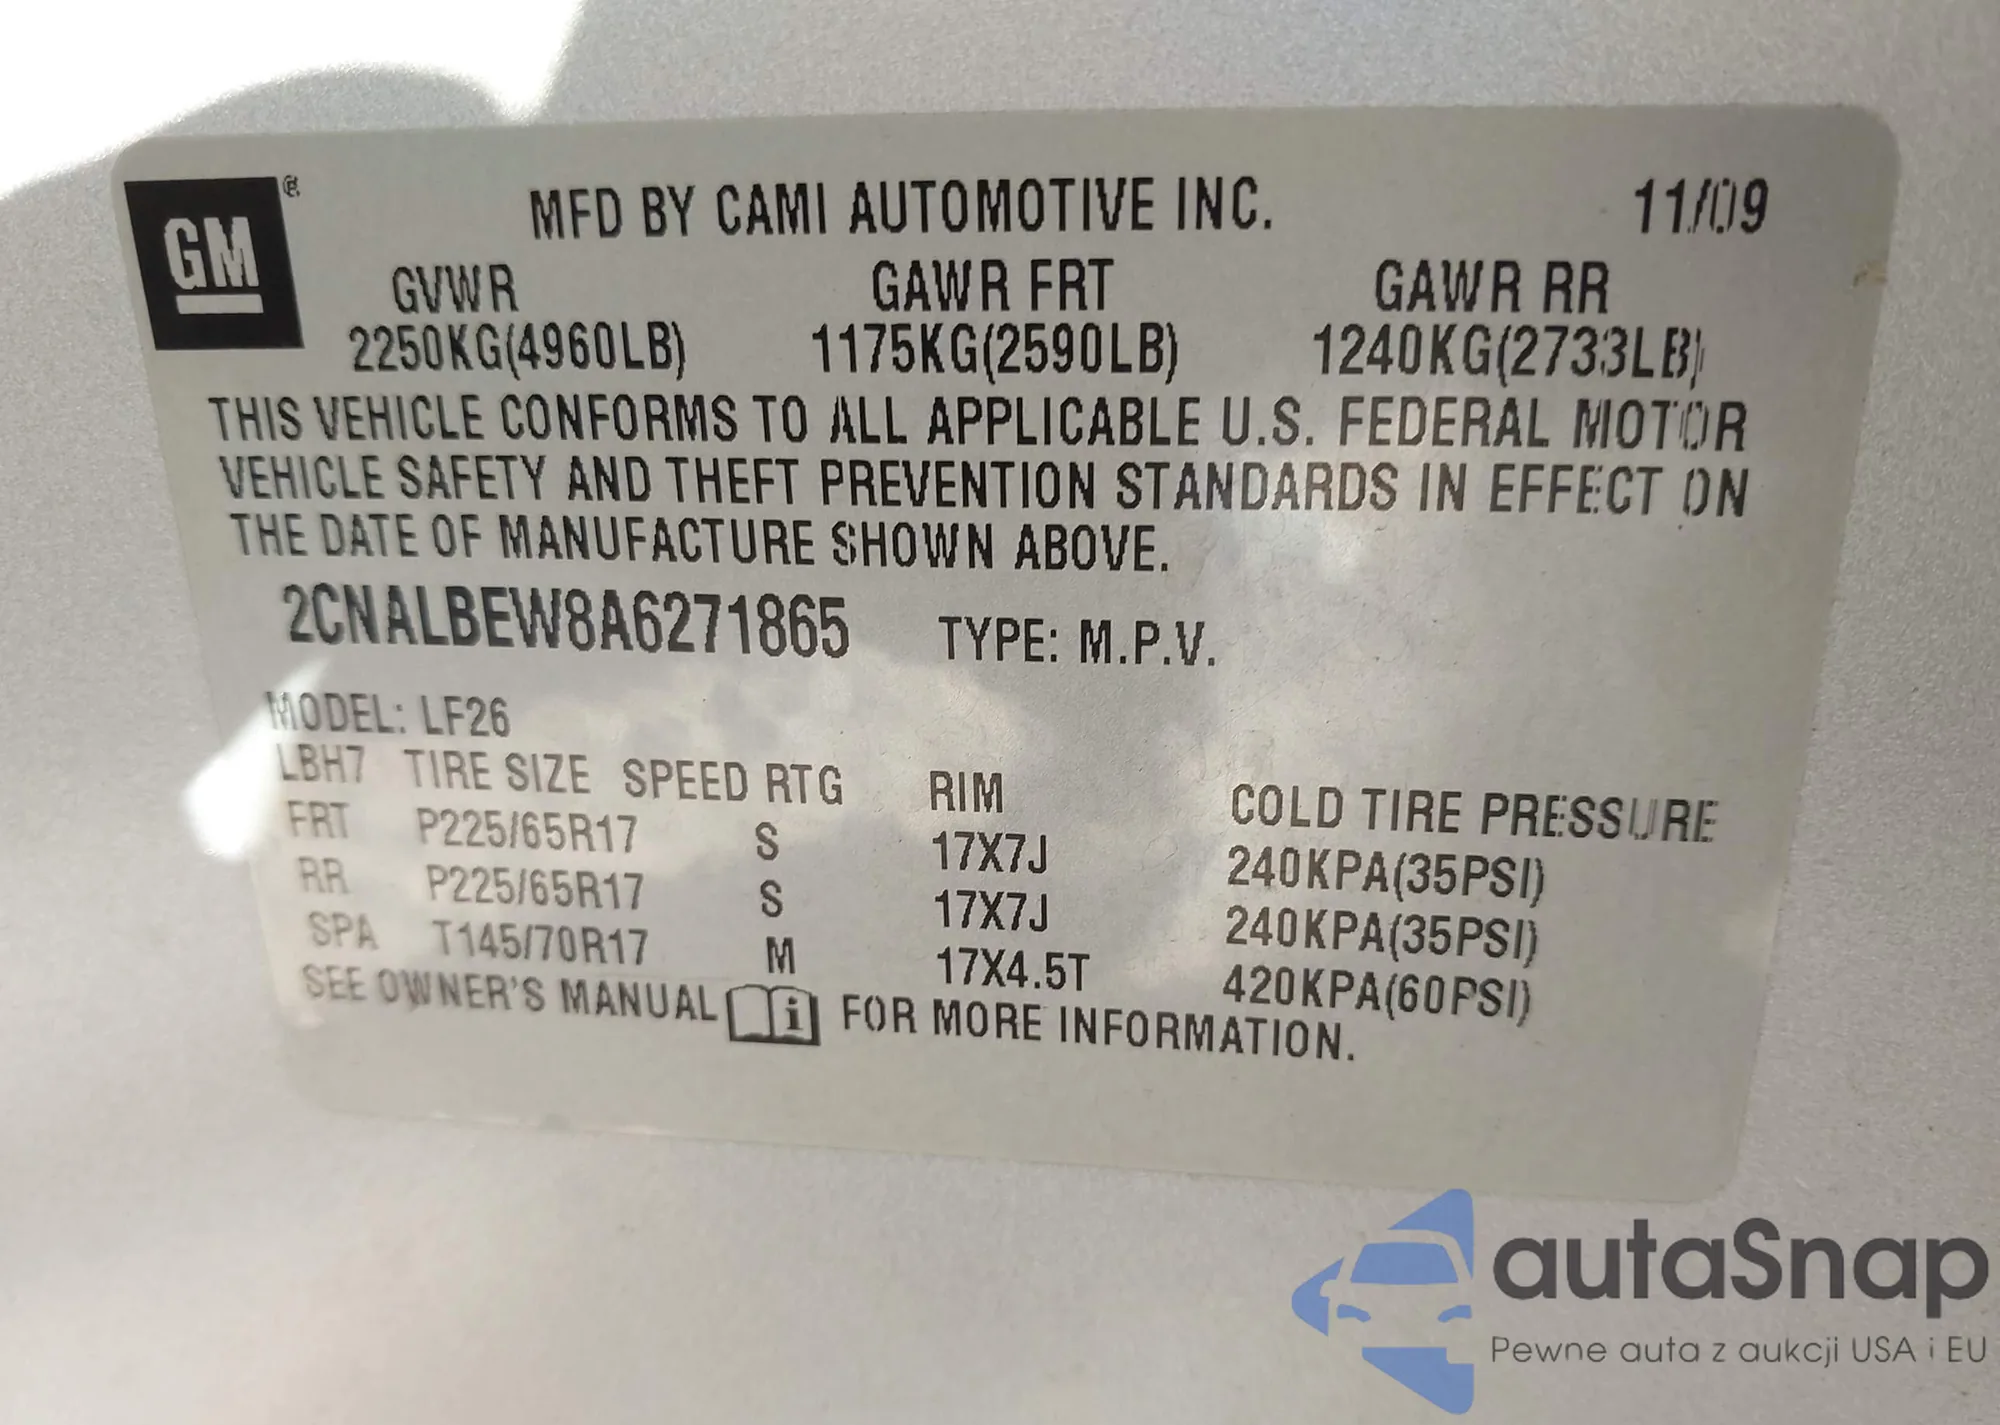 GM ®
MFD BY CAMI AUTOMOTIVE INC. 11/09
GVWR GAWR FRT GAWR RR
2250KG(4960LB) 1175KG(2590LB) 1240KG(2733LB)
THIS VEHICLE CONFORMS TO ALL APPLICABLE U.S. FEDERAL MOTOR
VEHICLE SAFETY AND THEFT PREVENTION STANDARDS IN EFFECT ON
THE DATE OF MANUFACTURE SHOWN ABOVE.
2CNALBEW8A6271865 TYPE: M.P.V.
MODEL: LF26
LBH7 TIRE SIZE SPEED RTG RIM COLD TIRE PRESSURE
FRT P225/65R17 S 17X7J 240KPA(35PSI)
RR P225/65R17 S 17X7J 240KPA(35PSI)
SPA T145/70R17 M 17X4.5T 420KPA(60PSI)
SEE OWNER'S MANUAL i FOR MORE INFORMATION.
autaSnap
Pewne auta z aukcji USA i EU